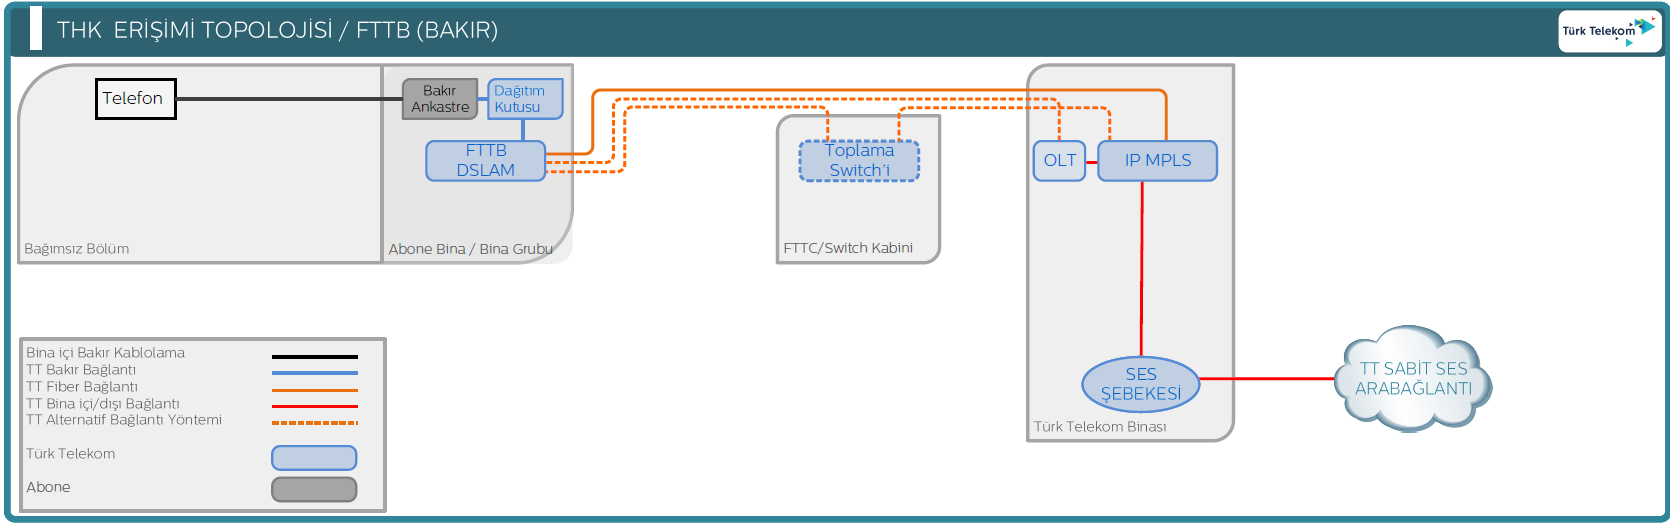 THK ERİŞİMİ TOPOLOJİSİ / FTTB (BAKIR)
Türk Telekom
Telefon
Bakır
Ankastre
Dağıtım
Kutusu
FTTB
DSLAM
Toplama
Switch'i
OLT
IP MPLS
Bağımsız Bölüm
Abone Bina / Bina Grubu
FTTC/Switch Kabini
SES
ŞEBEKESİ
TT SABİT SES
ARABAĞLANTI
Türk Telekom Binası
Bina içi Bakır Kablolama
TT Bakır Bağlantı
TT Fiber Bağlantı
TT Bina içi/dışı Bağlantı
TT Alternatif Bağlantı Yöntemi
Türk Telekom
Abone